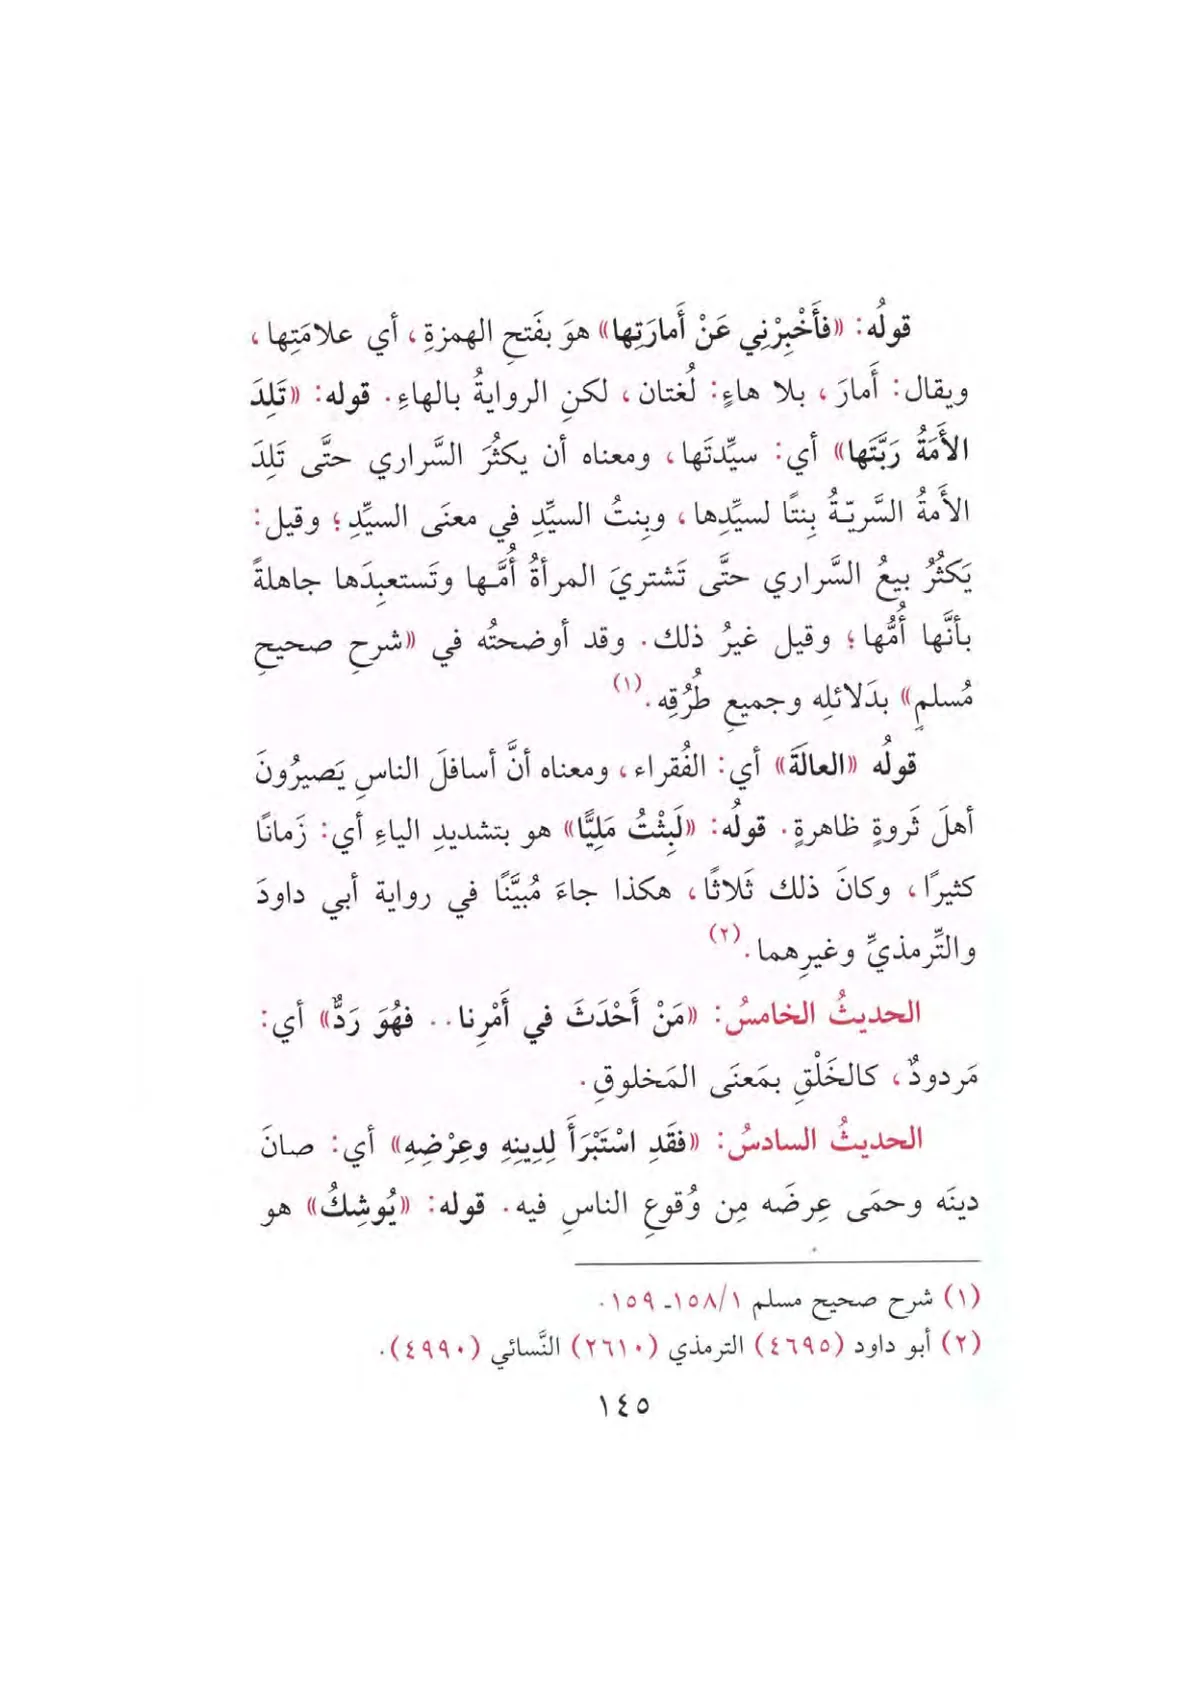 قولُه: «فأَخْبِرْنِي عَنْ أَمارَتِها» هوَ بفَتحِ الهمزةِ، أي علامَتِها،
ويقال: أَمارَ، بلا هاءٍ: لُغتان، لكنِ الروايةُ بالهاءِ. قوله: «تَلِدَ
الأَمَةُ رَبَّتَها» أي: سيِّدتَها، ومعناه أن يكثُرَ السَّراري حتَّى تَلِدَ
الأَمةُ السَّريّـةُ بِنتًا لسيِّدِها، وبِنتُ السيِّدِ في معنَى السيِّدِ؛ وقيل:
يَكثُرُ بيعُ السَّراري حتَّى تَشتريَ المرأةُ أُمَّـها وتَستعبِدَها جاهلةً
بأنَّها أُمُّها؛ وقيل غيرُ ذلك. وقد أوضحتُه في «شرحِ صحيحِ
مُسلمٍ» بدَلائلِه وجميعِ طُرُقِه.(١)
قولُه «العالَةَ» أي: الفُقراء، ومعناه أنَّ أسافلَ الناسِ يَصيرُونَ
أهلَ ثَروةٍ ظاهرةٍ. قولُه: «لَبِثْتُ مَلِيًّا» هو بتشديدِ الياءِ أي: زَمانًا
كثيرًا، وكانَ ذلك ثَلاثًا، هكذا جاءَ مُبيَّنًا في رواية أبي داودَ
والتِّرمذيِّ وغيرِهما.(٢)
الحديثُ الخامسُ: «مَنْ أَحْدَثَ في أَمْرِنا.. فهُوَ رَدٌّ» أي:
مَردودٌ، كالخَلْقِ بمَعنَى المَخلوقِ.
الحديثُ السادسُ: «فقَدِ اسْتَبْرَأَ لِدِينِهِ وعِرْضِهِ» أي: صانَ
دينَه وحمَى عِرضَه مِن وُقوعِ الناسِ فيه. قوله: «يُوشِكُ» هو
(١) شرح صحيح مسلم ١/١٥٨ـ ١٥٩.
(٢) أبو داود (٤٦٩٥) الترمذي (٢٦١٠) النَّسائي (٤٩٩٠).
١٤٥